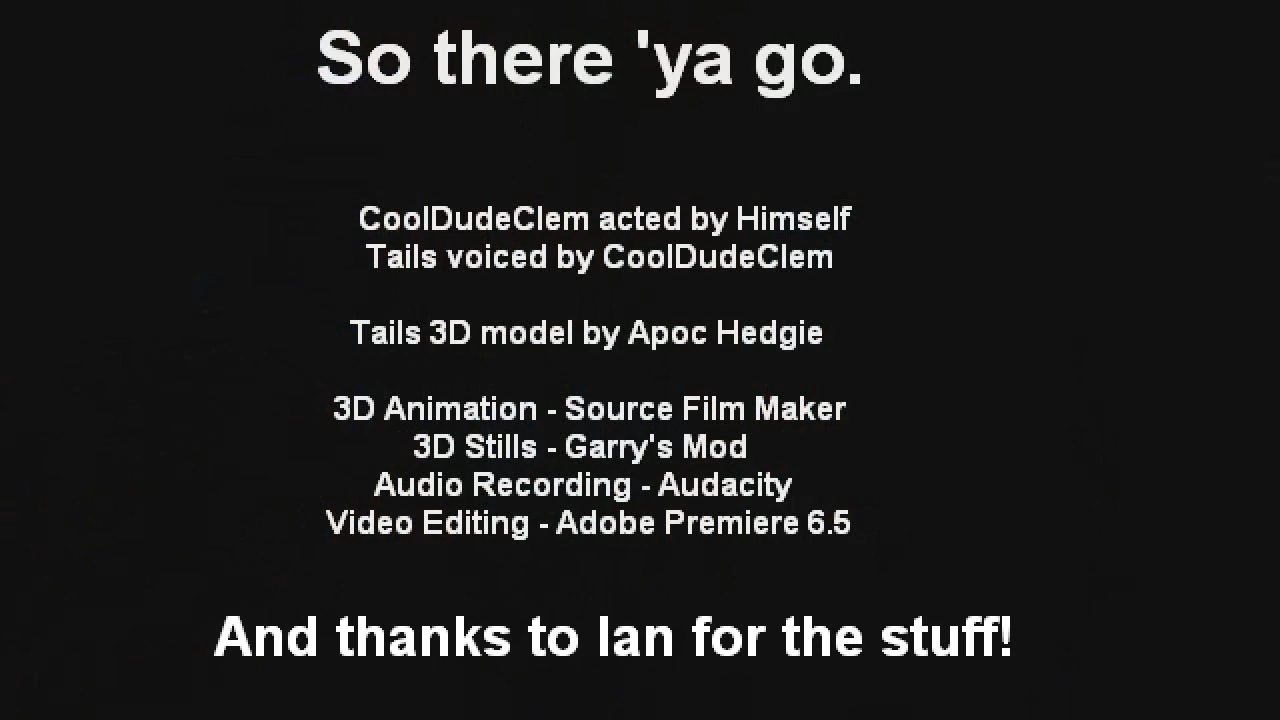 So there 'ya go.
CoolDudeClem acted by Himself
Tails voiced by CoolDudeClem
Tails 3D model by Apoc Hedgie
3D Animation - Source Film Maker
3D Stills - Garry's Mod
Audio Recording - Audacity
Video Editing - Adobe Premiere 6.5
And thanks to Ian for the stuff!